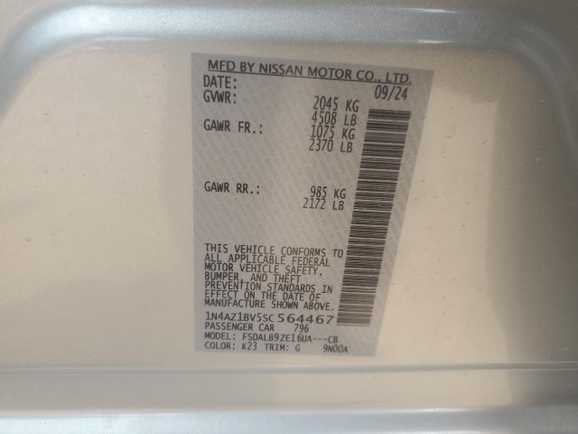 MFD BY NISSAN MOTOR CO., LTD.
DATE: 09/24
GVWR: 2045 KG
4508 LB
GAWR FR.: 1075 KG
2370 LB
GAWR RR.: 985 KG
2172 LB
THIS VEHICLE CONFORMS TO
ALL APPLICABLE FEDERAL
MOTOR VEHICLE SAFETY,
BUMPER, AND THEFT
PREVENTION STANDARDS IN
EFFECT ON THE DATE OF
MANUFACTURE SHOWN ABOVE.
1N4AZ1BV5SC564467
PASSENGER CAR 796
MODEL: FSDALB9ZE16UA---CB
COLOR: K23 TRIM: G 9N00A